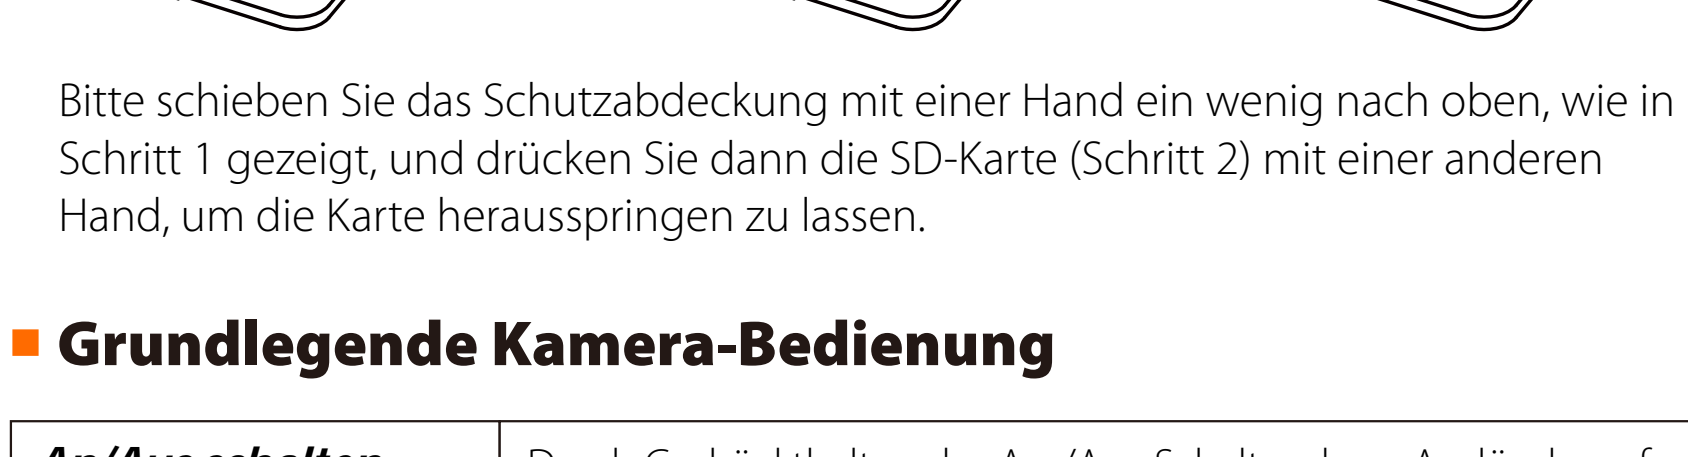 Bitte schieben Sie das Schutzabdeckung mit einer Hand ein wenig nach oben, wie in
Schritt 1 gezeigt, und drücken Sie dann die SD-Karte (Schritt 2) mit einer anderen
Hand, um die Karte herausspringen zu lassen.
Grundlegende Kamera-Bedienung